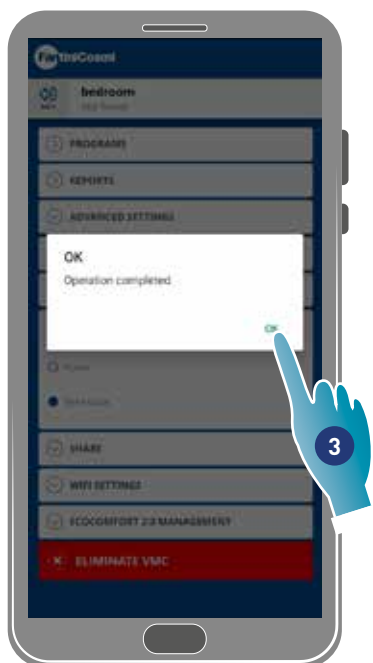 FantiniCosmi
bedroom
PROGRAMS
REPORTS
ADVANCED SETTINGS
OK
Operation completed
OK
SHARE
WIFI SETTINGS
ECOCOMFORT 2.0 MANAGEMENT
× ELIMINATE VMC
3